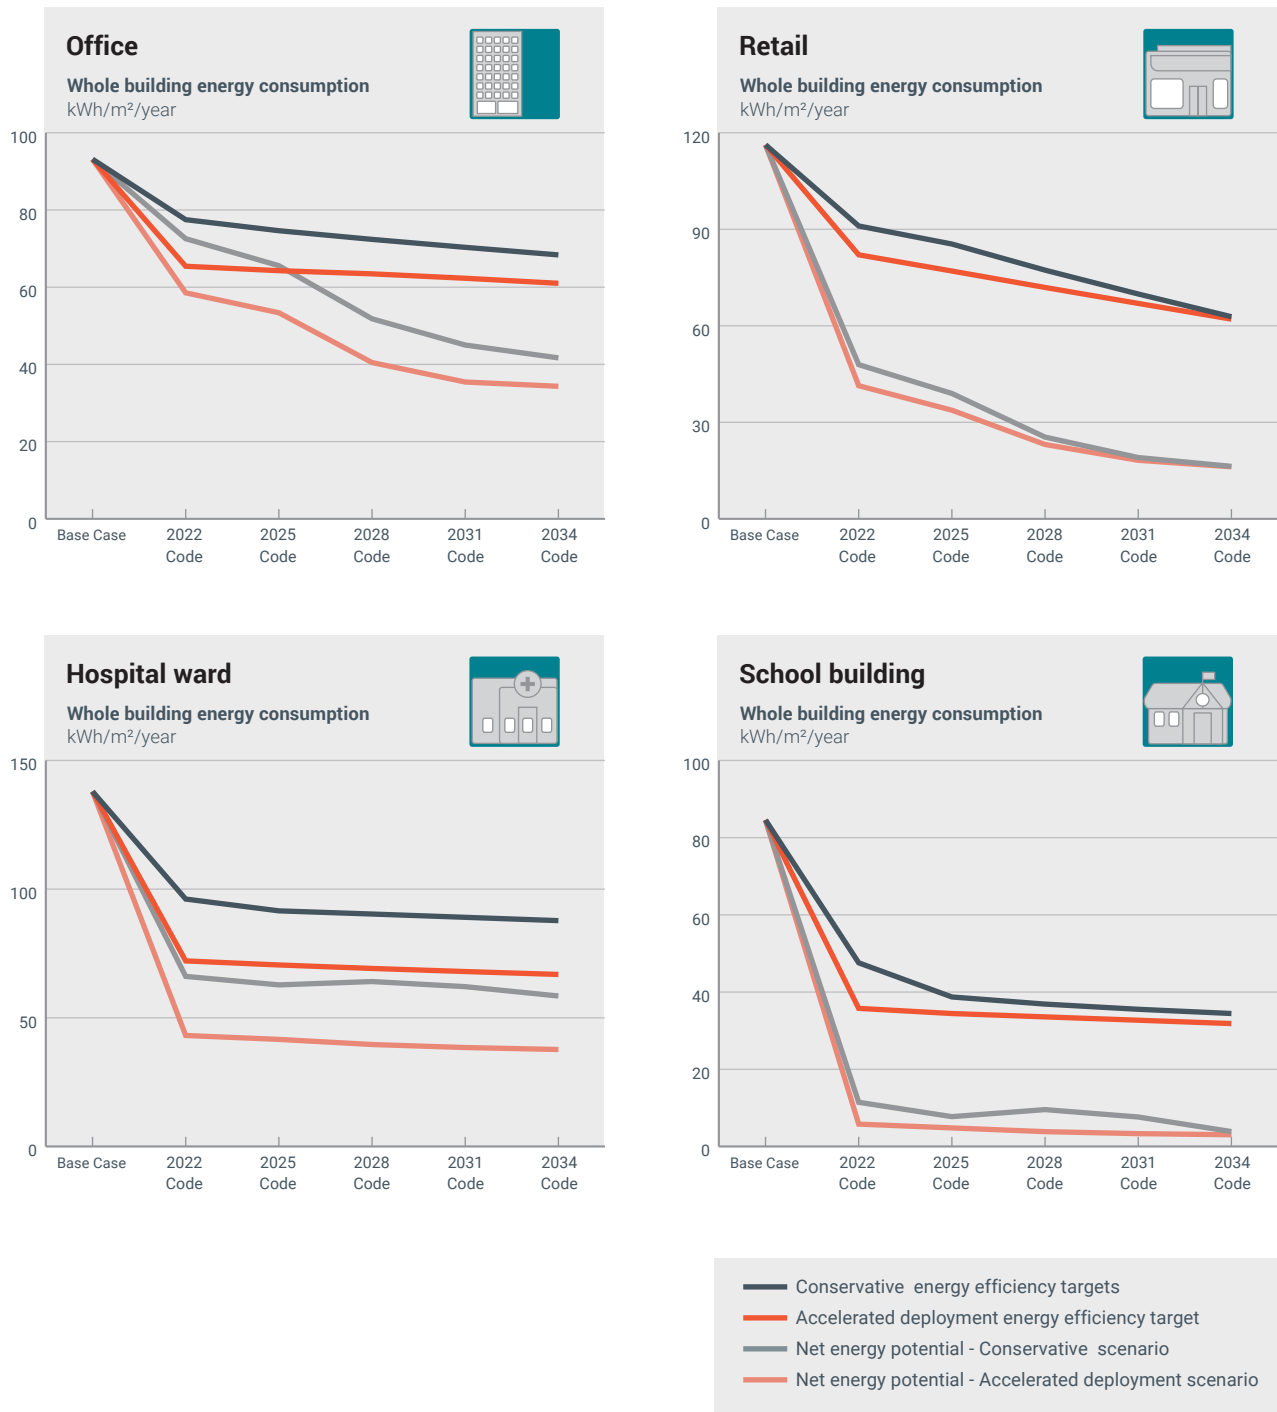 Office
Whole building energy consumption
kWh/m²/year
100
80
60
40
20
0
Base Case
2022
Code
2025
Code
2028
Code
2031
Code
2034
Code
Retail
Whole building energy consumption
kWh/m²/year
120
90
60
30
0
Base Case
2022
Code
2025
Code
2028
Code
2031
Code
2034
Code
Hospital ward
Whole building energy consumption
kWh/m²/year
150
100
50
0
Base Case
2022
Code
2025
Code
2028
Code
2031
Code
2034
Code
School building
Whole building energy consumption
kWh/m²/year
100
80
60
40
20
0
Base Case
2022
Code
2025
Code
2028
Code
2031
Code
2034
Code
Conservative energy efficiency targets
Accelerated deployment energy efficiency target
Net energy potential - Conservative scenario
Net energy potential - Accelerated deployment scenario